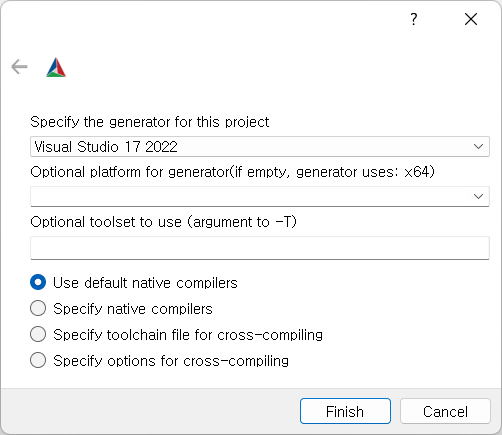 ?
Specify the generator for this project
Visual Studio 17 2022
Optional platform for generator(if empty, generator uses: x64)
Optional toolset to use (argument to -T)
Use default native compilers
Specify native compilers
Specify toolchain file for cross-compiling
Specify options for cross-compiling
Finish
Cancel